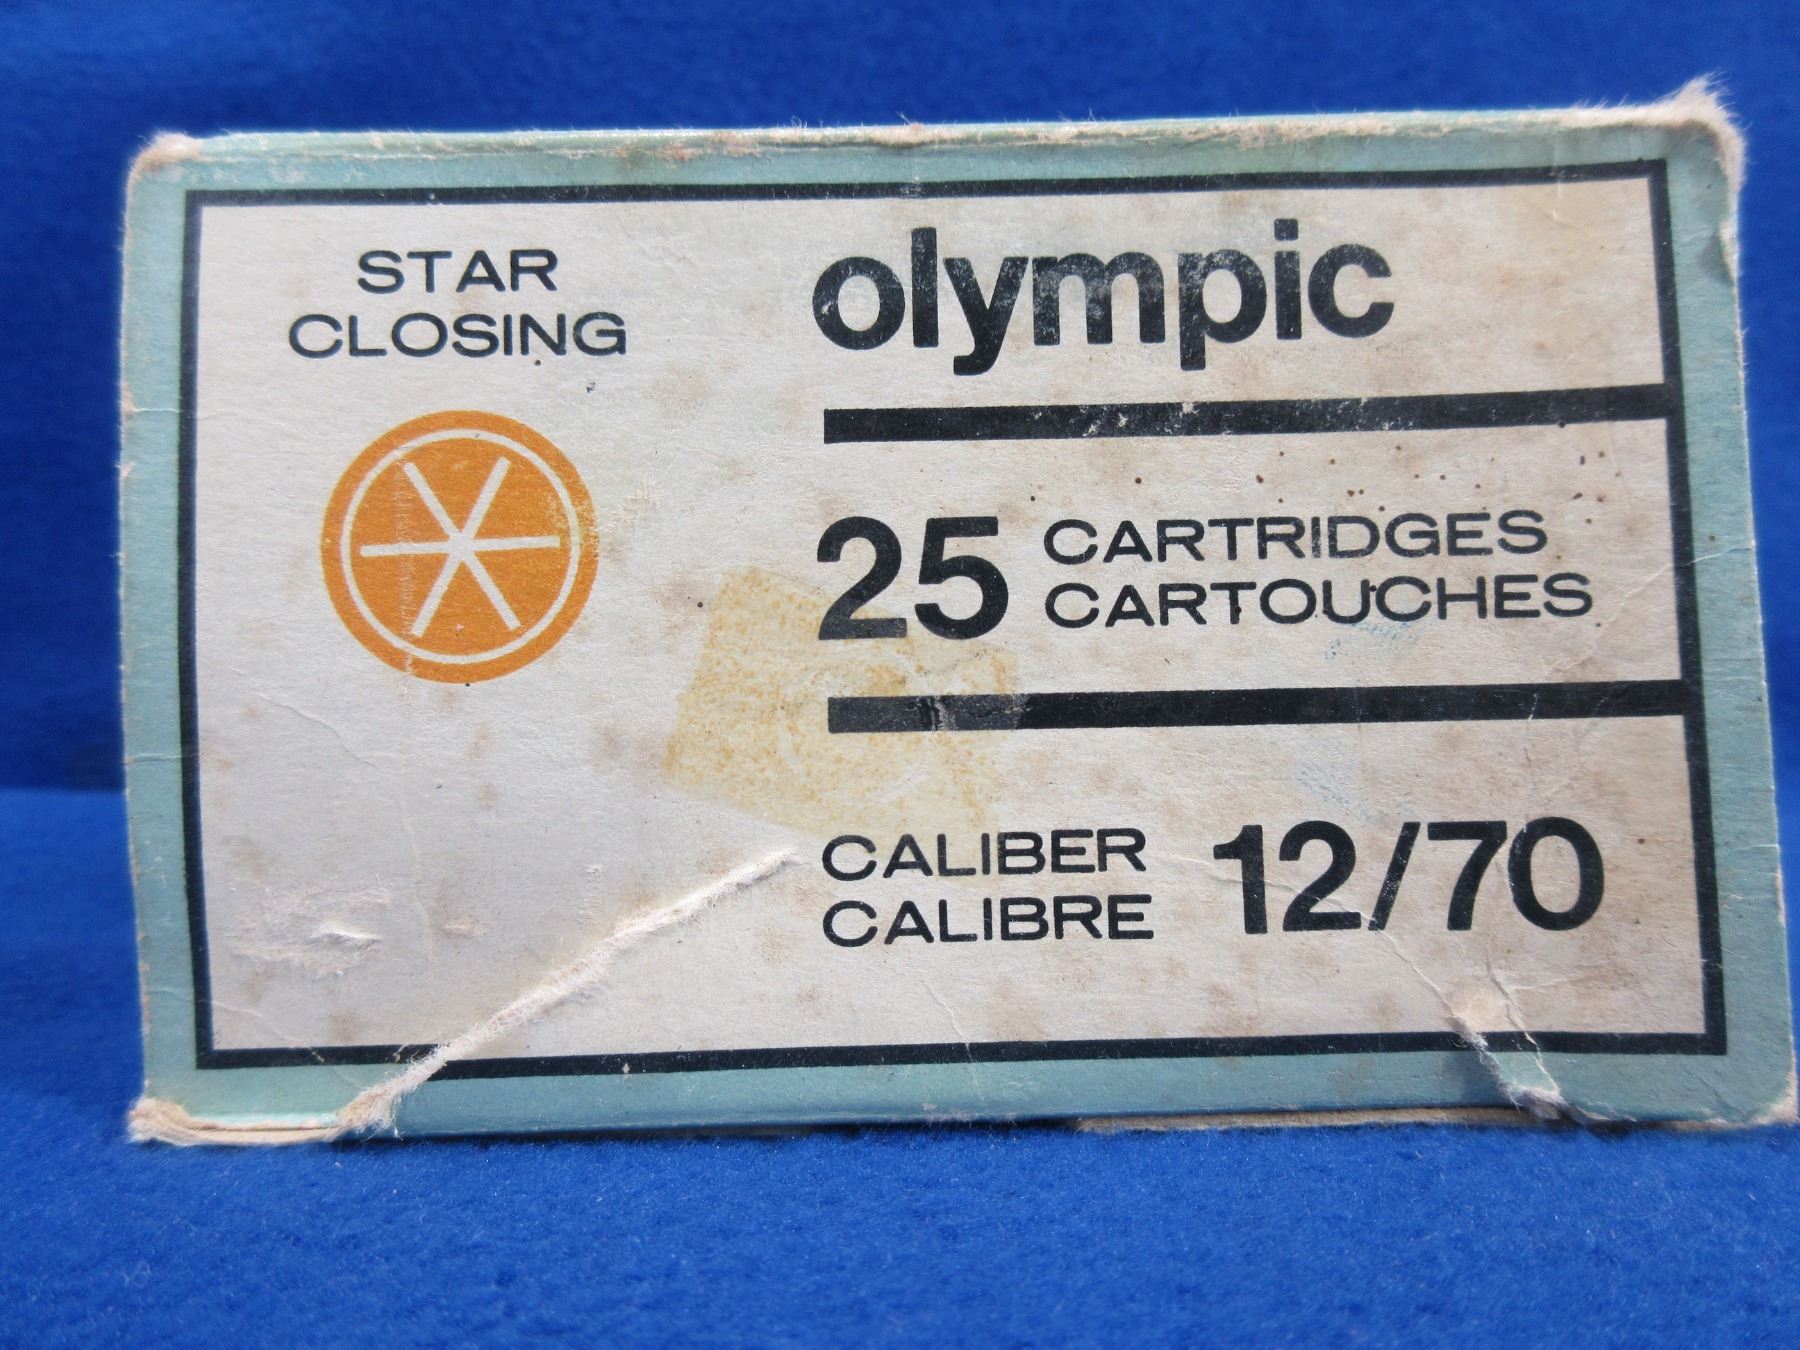 STAR
CLOSING
olympic
25 CARTRIDGES
CARTOUCHES
CALIBER
CALIBRE
12/70